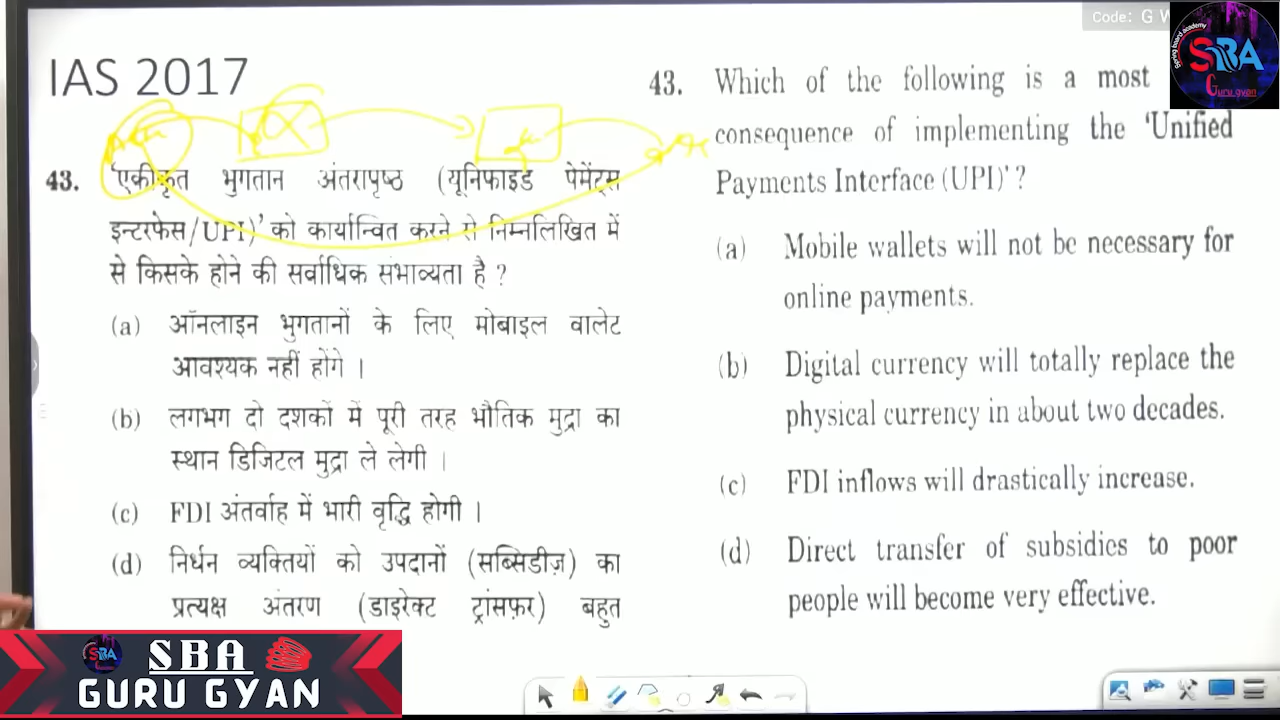 Code: G
IAS 2017
43. 'एकीकृत भुगतान अंतरापृष्ठ (यूनिफाइड पेमेंट्स
इन्टरफेस/UPI)' को कार्यान्वित करने से निम्नलिखित में
से किसके होने की सर्वाधिक संभाव्यता है ?
(a) ऑनलाइन भुगतानों के लिए मोबाइल वालेट
आवश्यक नहीं होंगे ।
(b) लगभग दो दशकों में पूरी तरह भौतिक मुद्रा का
स्थान डिजिटल मुद्रा ले लेगी ।
(c) FDI अंतर्वाह में भारी वृद्धि होगी ।
(d) निर्धन व्यक्तियों को उपदानों (सब्सिडीज़) का
प्रत्यक्ष अंतरण (डाइरेक्ट ट्रांसफ़र) बहुत
43. Which of the following is a most
consequence of implementing the 'Unified
Payments Interface (UPI)' ?
(a) Mobile wallets will not be necessary for
online payments.
(b) Digital currency will totally replace the
physical currency in about two decades.
(c) FDI inflows will drastically increase.
(d) Direct transfer of subsidies to poor
people will become very effective.
SBA
Guru gyan
SBA
SBA
GURU GYAN